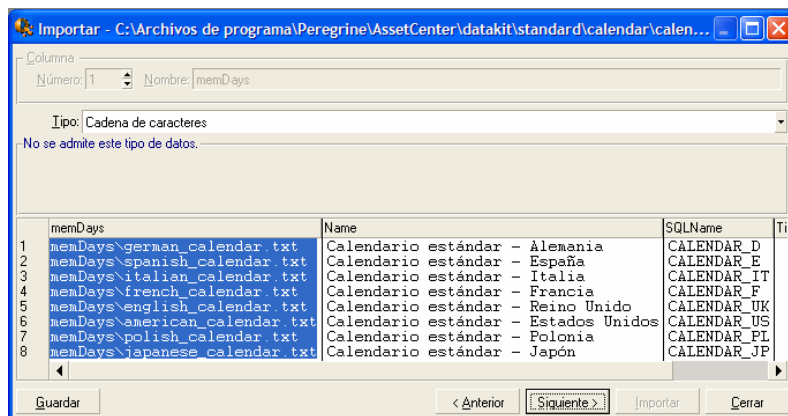 Importar - C:\Archivos de programa\Peregrine\AssetCenter\datakit\standard\calendar\calen...
Columna
Número: 1 Nombre: memDays
Tipo: Cadena de caracteres
No se admite este tipo de datos.
memDays Name SQLName Ti
1 memDays\german_calendar.txt Calendario estándar - Alemania CALENDAR_D
2 memDays\spanish_calendar.txt Calendario estándar - España CALENDAR_E
3 memDays\italian_calendar.txt Calendario estándar - Italia CALENDAR_IT
4 memDays\french_calendar.txt Calendario estándar - Francia CALENDAR_F
5 memDays\english_calendar.txt Calendario estándar - Reino Unido CALENDAR_UK
6 memDays\american_calendar.txt Calendario estándar - Estados Unidos CALENDAR_US
7 memDays\polish_calendar.txt Calendario estándar - Polonia CALENDAR_PL
8 memDays\japanese_calendar.txt Calendario estándar - Japón CALENDAR_JP
Guardar < Anterior Siguiente > Importar Cerrar